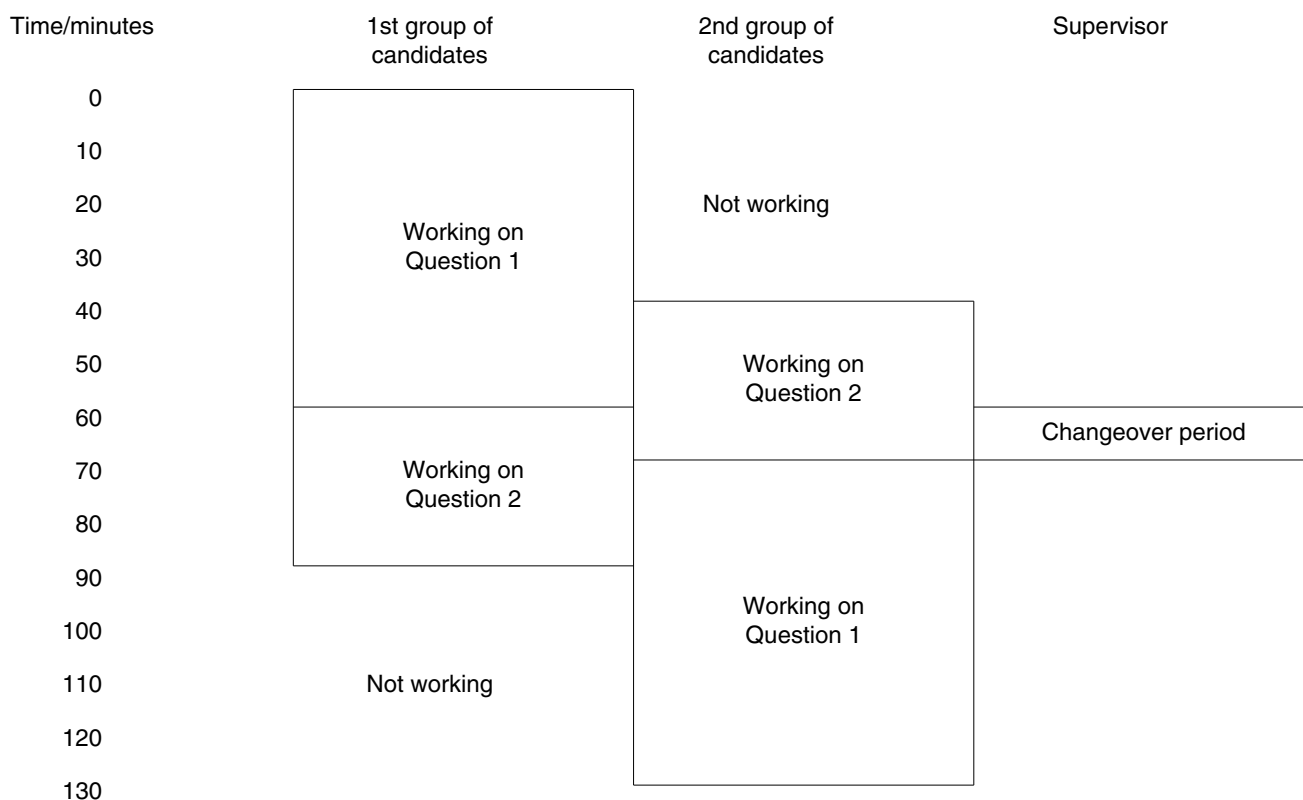 Time/minutes 1st group of 2nd group of Supervisor
candidates candidates
0
10
20 Not working
Working on
30 Question 1
40
50 Working on
Question 2
60 Changeover period
70 Working on
Question 2
80
90
Working on
100 Question 1
110 Not working
120
130